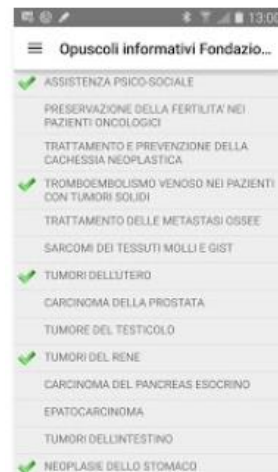 13:00
Opuscoli informativi Fondazio...
ASSISTENZA PSICO-SOCIALE
PRESERVAZIONE DELLA FERTILITA' NEI
PAZIENTI ONCOLOGICI
TRATTAMENTO E PREVENZIONE DELLA
CACHESSIA NEOPLASTICA
TROMBOEMBOLISMO VENOSO NEI PAZIENTI
CON TUMORI SOLIDI
TRATTAMENTO DELLE METASTASI OSSEE
SARCOMI DEI TESSUTI MOLLI E GIST
TUMORI DELL'UTERO
CARCINOMA DELLA PROSTATA
TUMORE DEL TESTICOLO
TUMORI DEL RENE
CARCINOMA DEL PANCREAS ESOCRINO
EPATOCARCINOMA
TUMORI DELL'INTESTINO
NEOPLASIE DELLO STOMACO